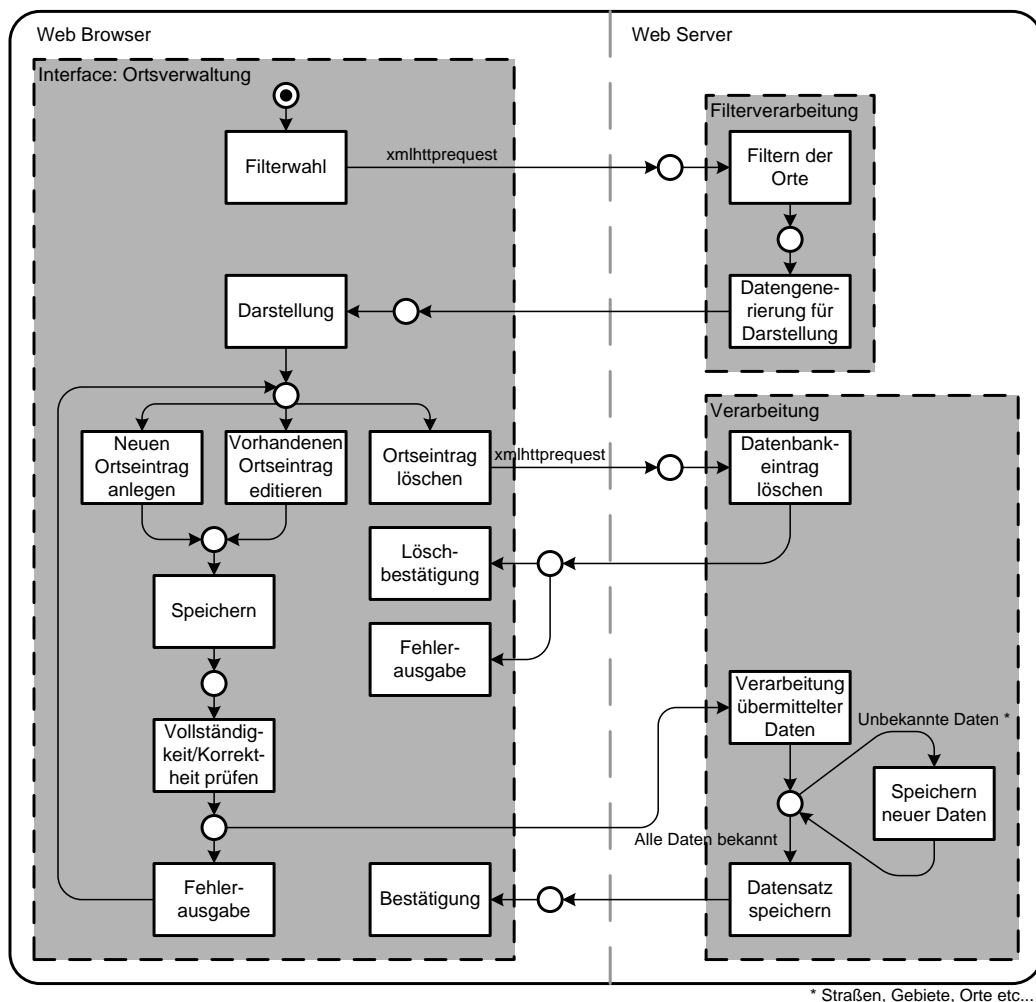 Web Browser
Web Server
Interface: Ortsverwaltung
Filterverarbeitung
Filterwahl
xmlhttprequest
Filtern der
Orte
Darstellung
Datengene-
rierung für
Darstellung
Verarbeitung
Neuen
Ortseintrag
anlegen
Vorhandenen
Ortseintrag
editieren
Ortseintrag
löschen
xmlhttprequest
Datenbank-
eintrag
löschen
Lösch-
bestätigung
Speichern
Fehler-
ausgabe
Verarbeitung
übermittelter
Daten
Unbekannte Daten *
Vollständig-
keit/Korrekt-
heit prüfen
Speichern
neuer Daten
Alle Daten bekannt
Fehler-
ausgabe
Bestätigung
Datensatz
speichern
* Straßen, Gebiete, Orte etc...